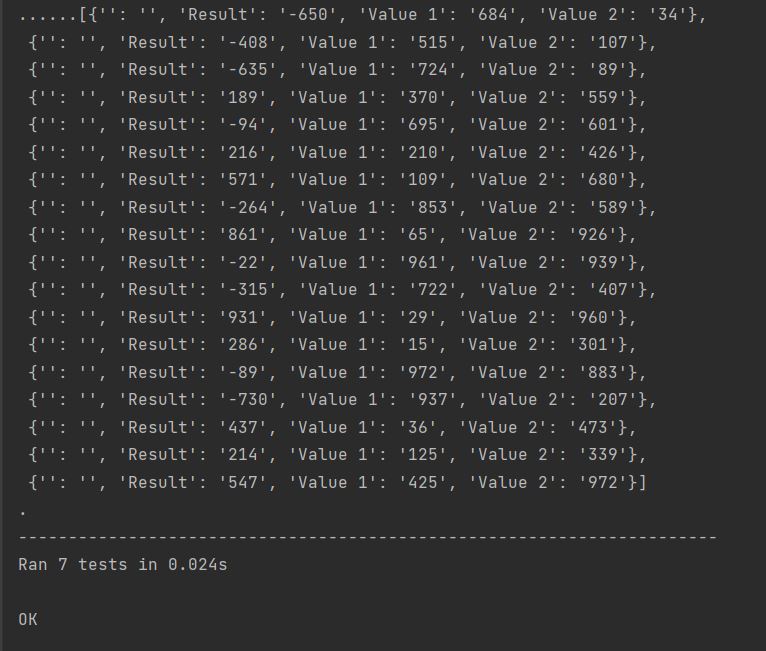 ......[{'': '', 'Result': '-650', 'Value 1': '684', 'Value 2': '34'},
{'': '', 'Result': '-408', 'Value 1': '515', 'Value 2': '107'},
{'': '', 'Result': '-635', 'Value 1': '724', 'Value 2': '89'},
{'': '', 'Result': '189', 'Value 1': '370', 'Value 2': '559'},
{'': '', 'Result': '-94', 'Value 1': '695', 'Value 2': '601'},
{'': '', 'Result': '216', 'Value 1': '210', 'Value 2': '426'},
{'': '', 'Result': '571', 'Value 1': '109', 'Value 2': '680'},
{'': '', 'Result': '-264', 'Value 1': '853', 'Value 2': '589'},
{'': '', 'Result': '861', 'Value 1': '65', 'Value 2': '926'},
{'': '', 'Result': '-22', 'Value 1': '961', 'Value 2': '939'},
{'': '', 'Result': '-315', 'Value 1': '722', 'Value 2': '407'},
{'': '', 'Result': '931', 'Value 1': '29', 'Value 2': '960'},
{'': '', 'Result': '286', 'Value 1': '15', 'Value 2': '301'},
{'': '', 'Result': '-89', 'Value 1': '972', 'Value 2': '883'},
{'': '', 'Result': '-730', 'Value 1': '937', 'Value 2': '207'},
{'': '', 'Result': '437', 'Value 1': '36', 'Value 2': '473'},
{'': '', 'Result': '214', 'Value 1': '125', 'Value 2': '339'},
{'': '', 'Result': '547', 'Value 1': '425', 'Value 2': '972'}]
.
----------------------------------------------------------------------
Ran 7 tests in 0.024s
OK